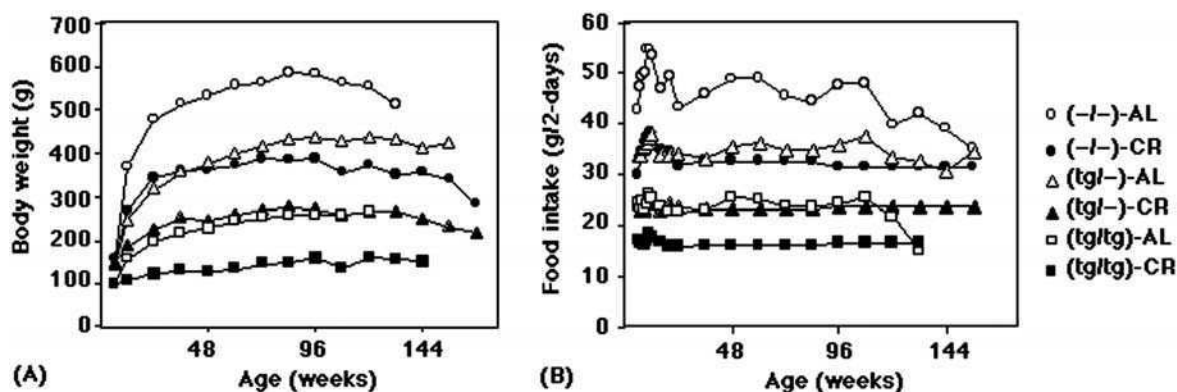 Body weight (g)
700
600
500
400
300
200
100
0
48
96
144
Age (weeks)
(A)
Food intake (g/2-days)
60
50
40
30
20
10
0
48
96
144
Age (weeks)
(B)
(–/–)-AL
(–/–)-CR
(tg/–)-AL
(tg/–)-CR
(tg/tg)-AL
(tg/tg)-CR